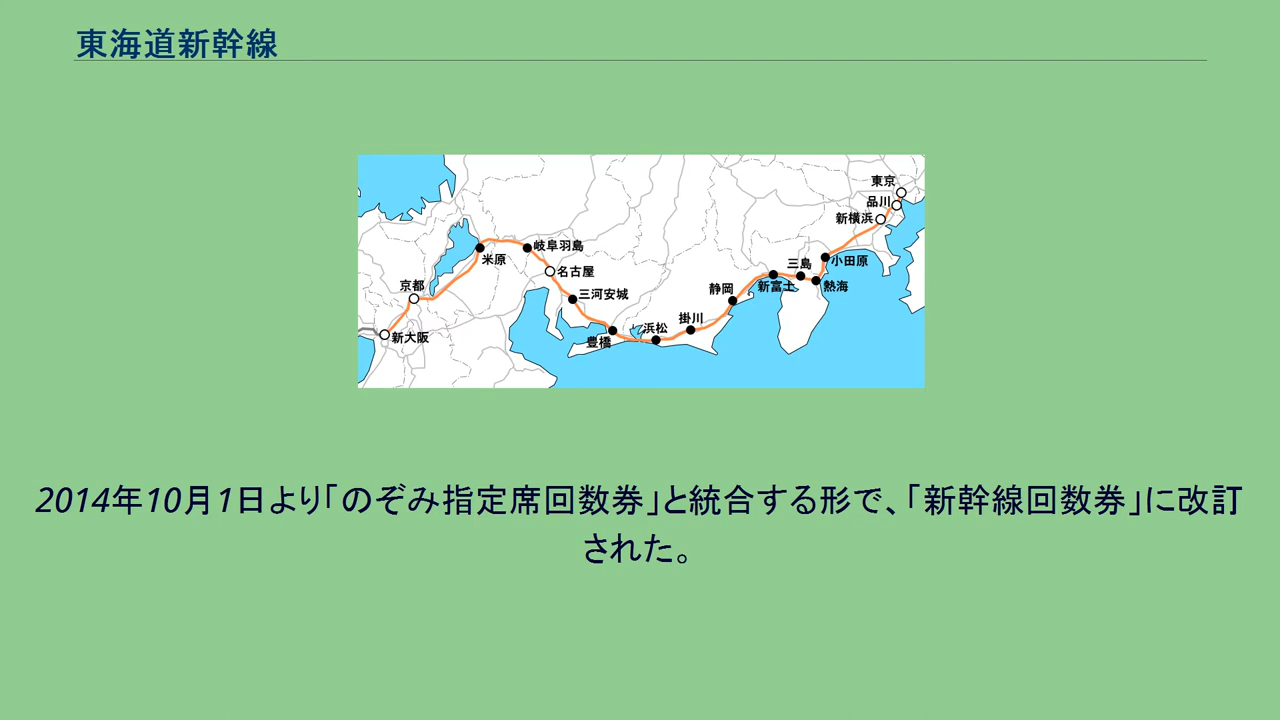 東海道新幹線
東京
品川
新横浜
岐阜羽島
米原
小田原
三島
名古屋
京都
新富士
熱海
静岡
三河安城
掛川
浜松
新大阪
豊橋
2014年10月1日より「のぞみ指定席回数券」と統合する形で、「新幹線回数券」に改訂
された。